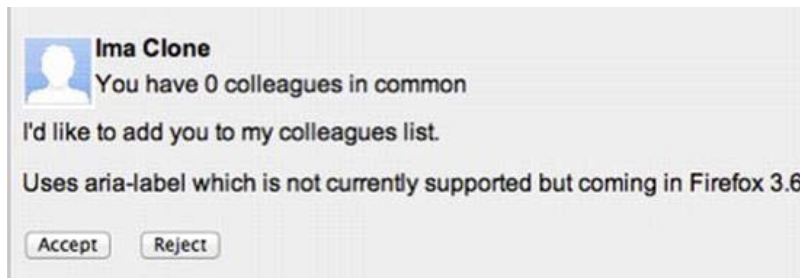 Ima Clone
You have 0 colleagues in common
I'd like to add you to my colleagues list.
Uses aria-label which is not currently supported but coming in Firefox 3.6
Accept
Reject